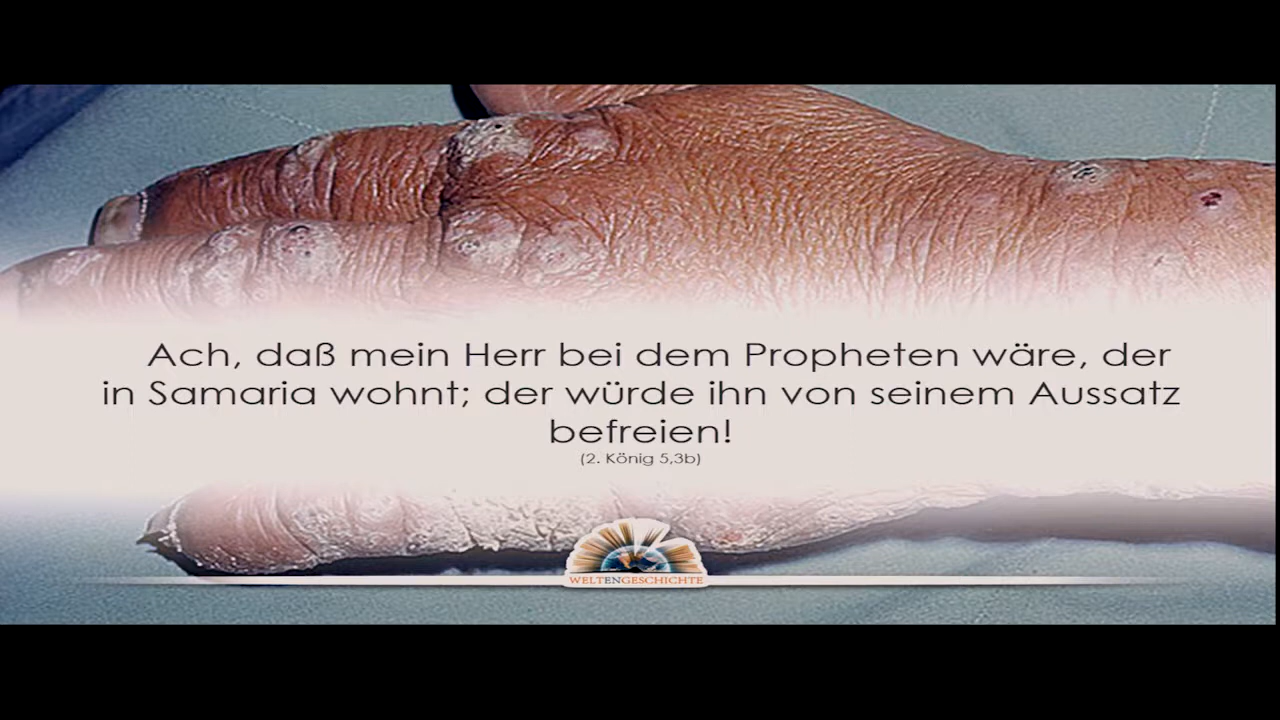 Ach, daß mein Herr bei dem Propheten wäre, der
in Samaria wohnt; der würde ihn von seinem Aussatz
befreien!
(2. König 5,3b)
WELTENGESCHICHTE